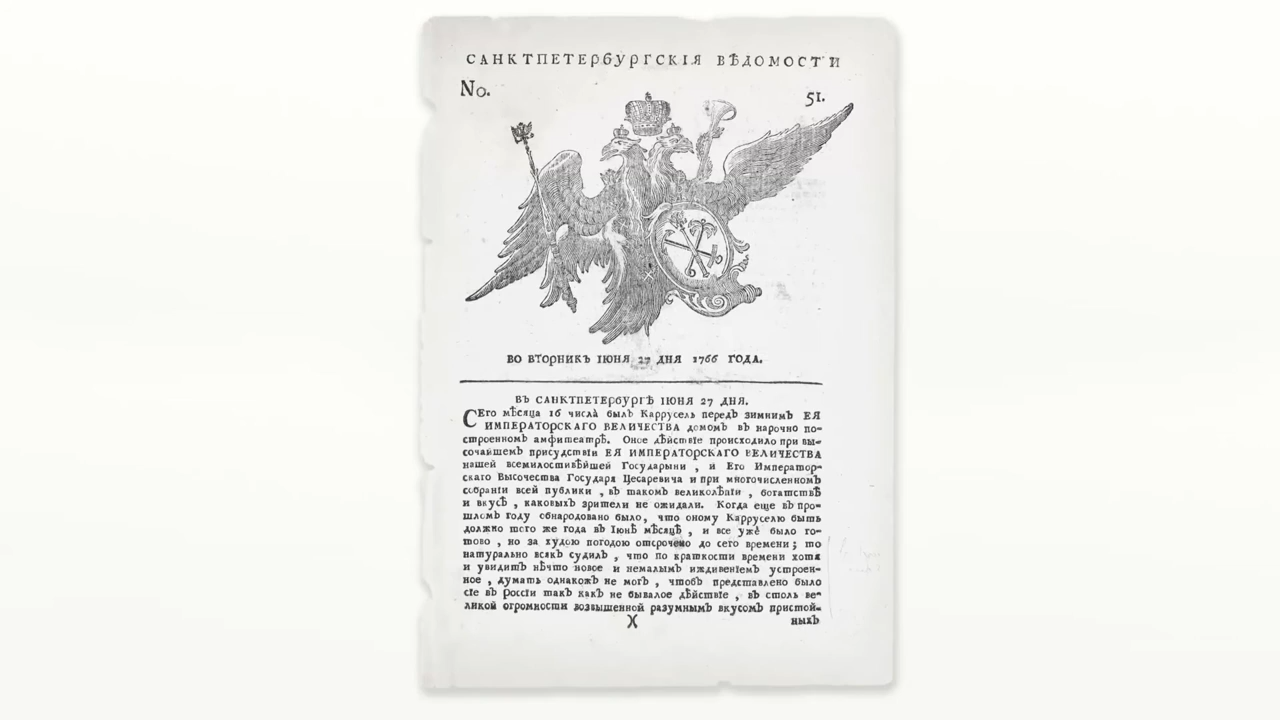 САНКТПЕТЕРБУРГСКІЯ ВѢДОМОСТИ
No. 51.
ВО ВТОРНИКЪ ІЮНЯ 27 ДНЯ 1766 ГОДА.
ВЪ САНКТПЕТЕРБУРГѢ ІЮНЯ 27 ДНЯ.
СЕго мѣсяца 16 числа̀ былъ Каррусель передъ зимнимъ ЕЯ
ИМПЕРАТОРСКАГО ВЕЛИЧЕСТВА домомъ въ нарочно по-
строенномъ амфитеатрѣ. Оное дѣйствіе происходило при вы-
сочайшемъ присудствіи ЕЯ ИМПЕРАТОРСКАГО ВЕЛИЧЕСТВА
нашей всемилостивѣйшей Государыни , и Его Император-
скаго Высочества Государя Цесаревича и при многочисленномъ
собраніи всей публики , въ такомъ великолѣпіи , богатствѣ
и вкусѣ , каковыхъ зрители не ожидали. Когда еще въ про-
шломъ году обнародовано было, что оному Карруселю быть
должно того же года въ Іюнѣ мѣсяцѣ , и все ужѐ было го-
тово , но за худою погодою отсрочено до сего времени ; то
натурально всякъ судилъ , что по краткости времени хотя
и увидитъ нѣчто новое и немалымъ иждивеніемъ устроен-
ное , думать однакожъ не могъ , чтобъ представлено было
сіе въ Россіи такъ какъ не бывалое дѣйствіе , въ столь ве-
ликой огромности возвышенной разумнымъ вкусомъ пристой-
Х ныхъ